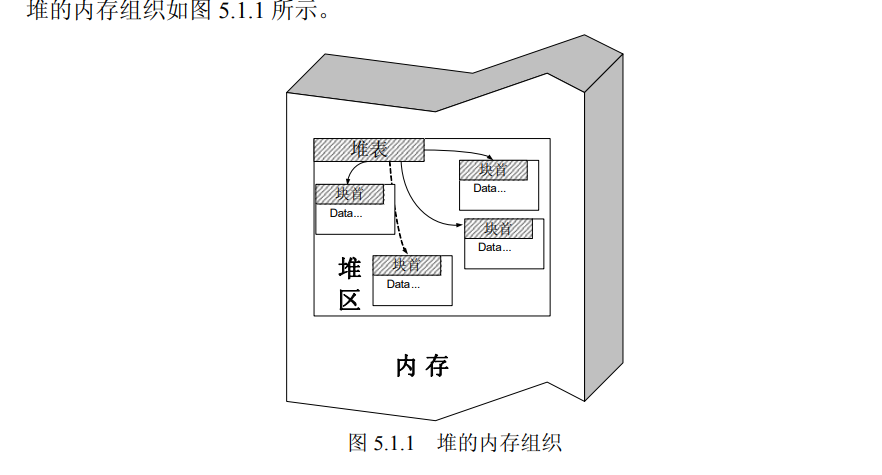 堆的内存组织如图 5.1.1 所示。
堆表
块首
Data...
块首
Data...
块首
Data...
块首
Data...
堆
区
内 存
图 5.1.1 堆的内存组织